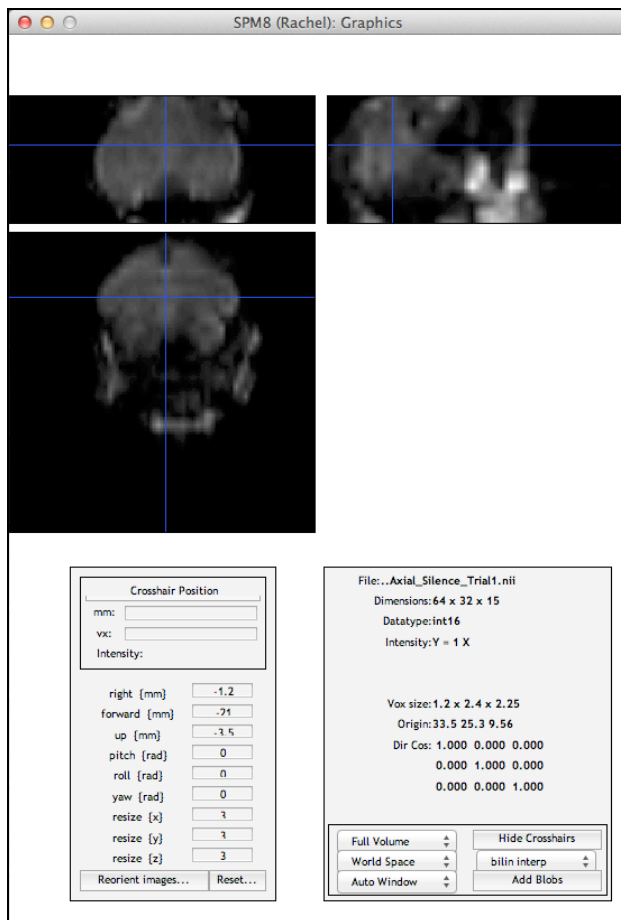 SPM8 (Rachel): Graphics
Crosshair Position
mm:
vx:
Intensity:
right {mm} -1.2
forward {mm} -21
up {mm} -3.5
pitch {rad} 0
roll {rad} 0
yaw {rad} 0
resize {x} 3
resize {y} 3
resize {z} 3
Reorient images... Reset...
File:..Axial_Silence_Trial1.nii
Dimensions:64 x 32 x 15
Datatype:int16
Intensity:Y = 1 X
Vox size:1.2 x 2.4 x 2.25
Origin:33.5 25.3 9.56
Dir Cos: 1.000 0.000 0.000
0.000 1.000 0.000
0.000 0.000 1.000
Full Volume Hide Crosshairs
World Space bilin interp
Auto Window Add Blobs